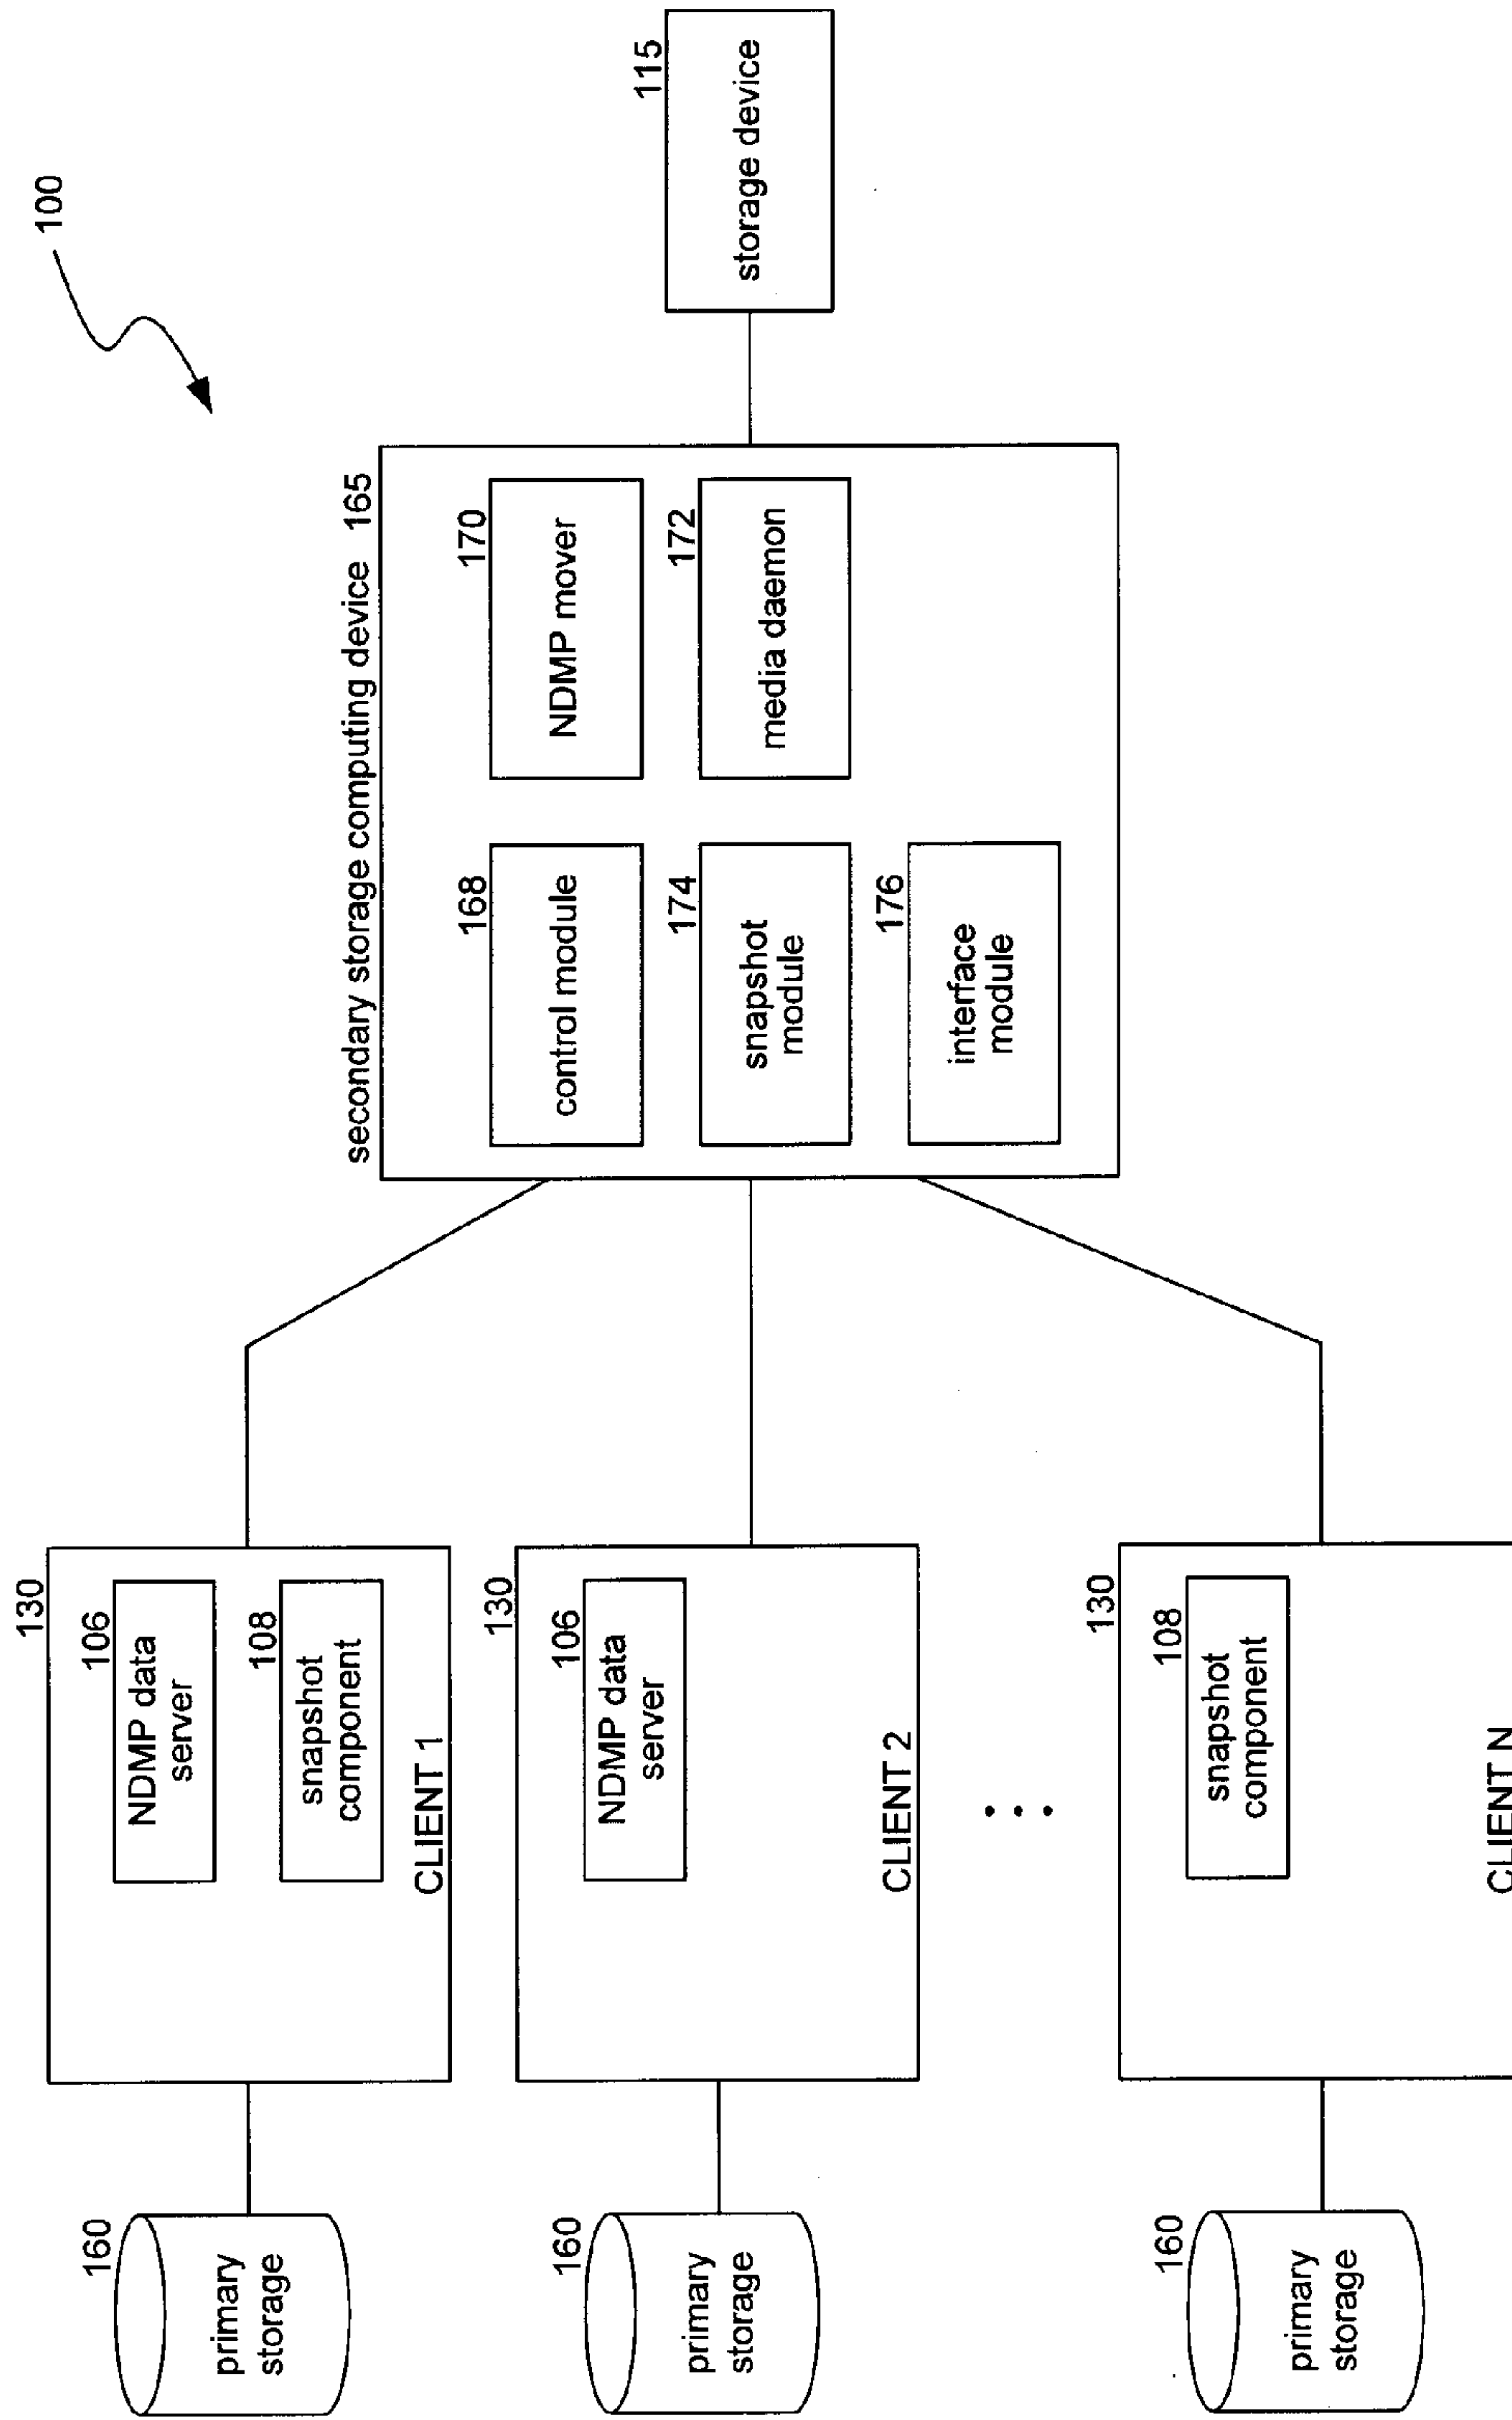 100
160
primary
storage
130
106
NDMP data
server
108
snapshot
component
CLIENT 1
160
primary
storage
130
106
NDMP data
server
CLIENT 2
160
primary
storage
130
108
snapshot
component
CLIENT N
secondary storage computing device 165
168
control module
170
NDMP mover
174
snapshot
module
172
media daemon
176
interface
module
115
storage device